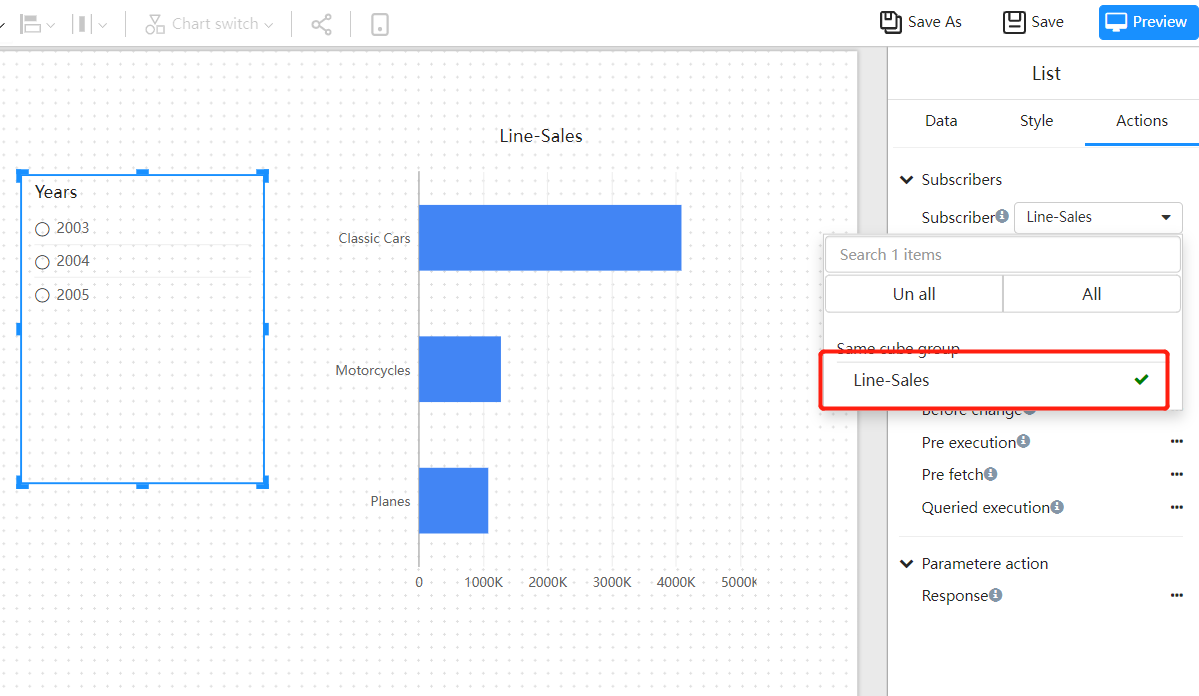 Chart switch
Save As
Save
Preview
List
Data
Style
Actions
Subscribers
Subscriber
Line-Sales
Search 1 items
Un all
All
Same cube group
Line-Sales
Before change
Pre execution
Pre fetch
Queried execution
Parametere action
Response
Years
2003
2004
2005
Line-Sales
Classic Cars
Motorcycles
Planes
0 1000K 2000K 3000K 4000K 5000K